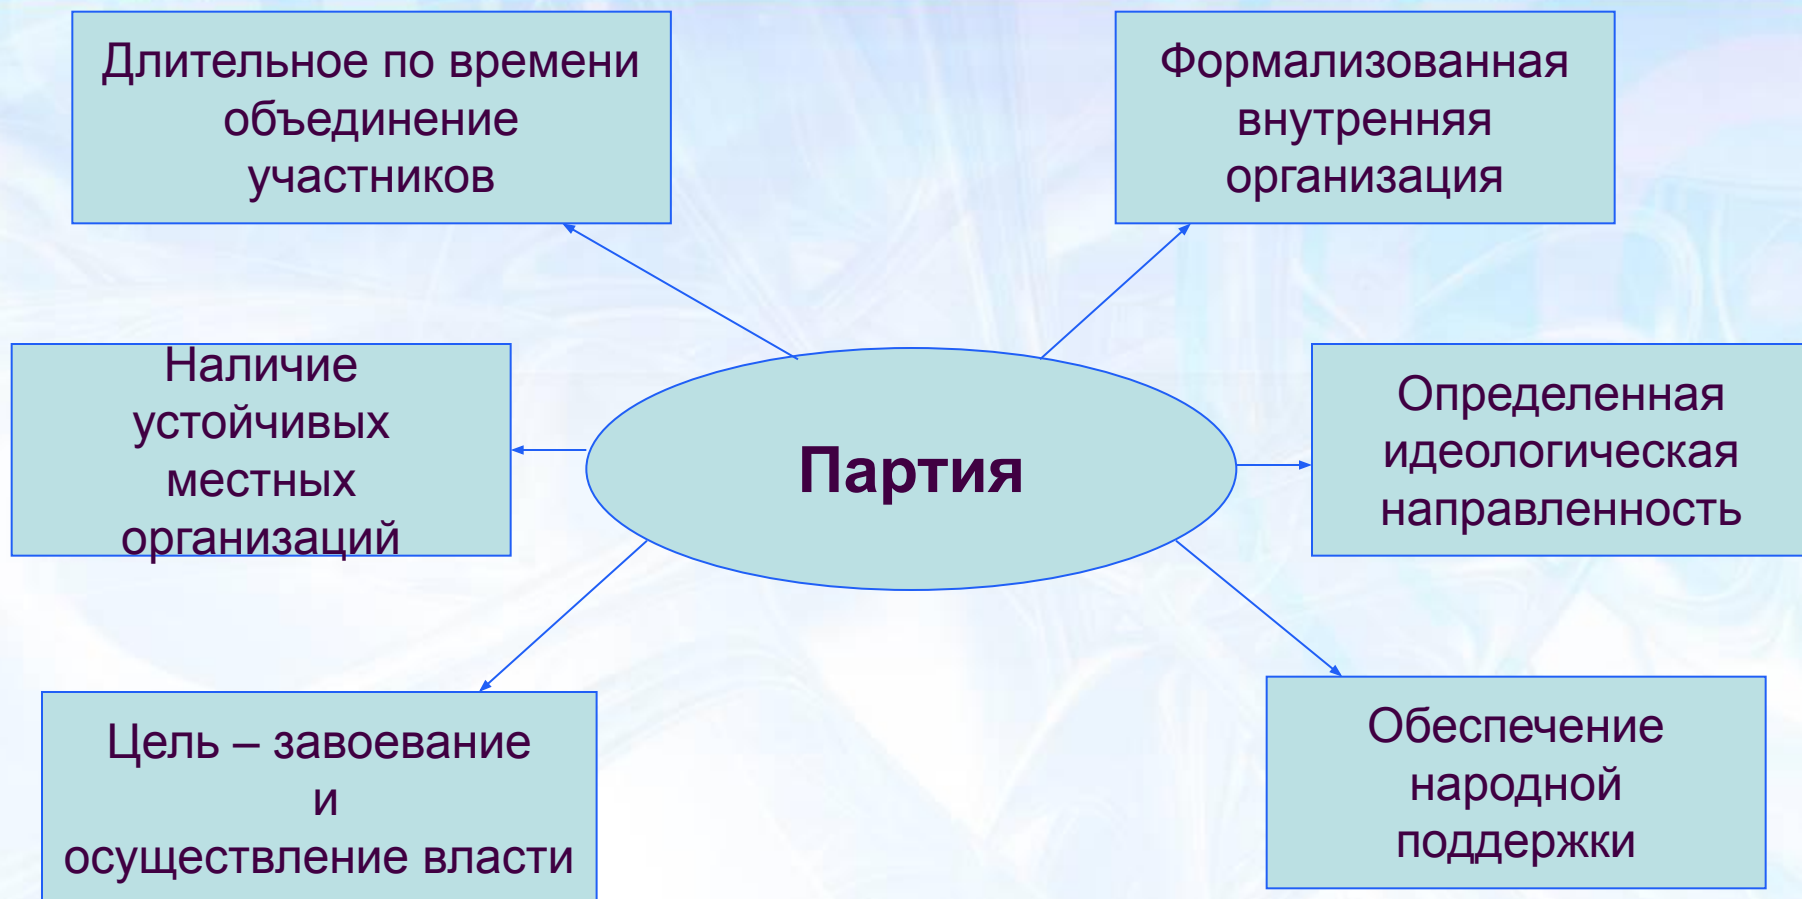 Длительное по времени
объединение
участников
Формализованная
внутренняя
организация
Наличие
устойчивых
местных
организаций
Партия
Определенная
идеологическая
направленность
Цель – завоевание
и
осуществление власти
Обеспечение
народной
поддержки